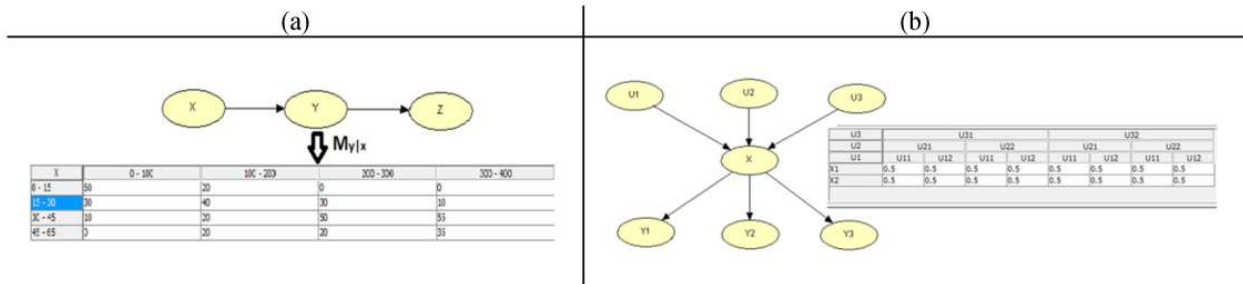 (a) (b)
X Y Z
My|x
X 0 - 100 100 - 200 200 - 300 300 - 400
0 - 15 20 0 0
15 - 30 30 40 30 10
30 - 45 10 20 50 55
45 - 65 20 20 35
U1 U2 U3
X
Y1 Y2 Y3
U3 U31 U32
U2 U21 U22 U21 U22
U1 U11 U12 U11 U12 U11 U12 U11 U12
X1 0.5 0.5 0.5 0.5 0.5 0.5 0.5 0.5
X2 0.5 0.5 0.5 0.5 0.5 0.5 0.5 0.5